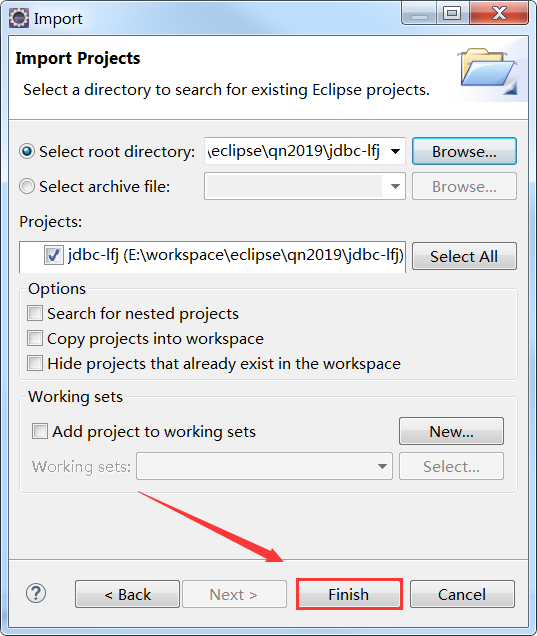 Import
Import Projects
Select a directory to search for existing Eclipse projects.
Select root directory: \eclipse\qn2019\jdbc-lfj Browse...
Select archive file: Browse...
Projects:
jdbc-lfj (E:\workspace\eclipse\qn2019\jdbc-lfj) Select All
Options
Search for nested projects
Copy projects into workspace
Hide projects that already exist in the workspace
Working sets
Add project to working sets New...
Working sets: Select...
? < Back Next > Finish Cancel